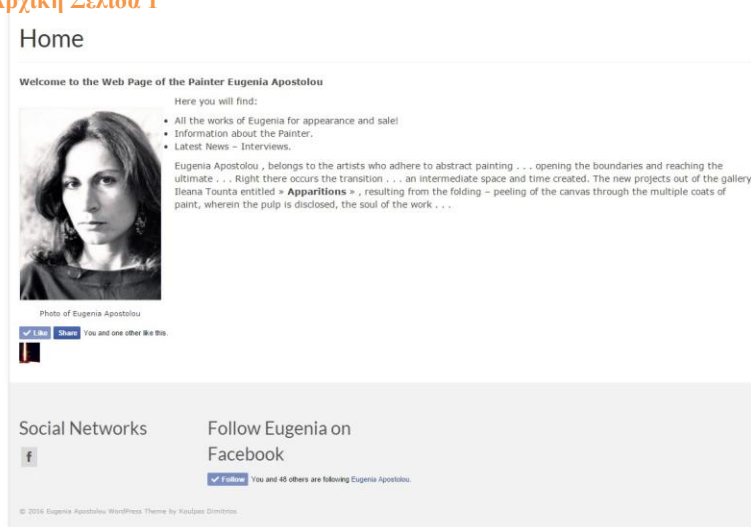 Αρχική Σελίδα 1
Home
Welcome to the Web Page of the Painter Eugenia Apostolou
Here you will find:
All the works of Eugenia for appearance and sale!
Information about the Painter.
Latest News – Interviews.
Eugenia Apostolou , belongs to the artists who adhere to abstract painting . . . opening the boundaries and reaching the
ultimate . . . Right there occurs the transition . . . an intermediate space and time created. The new projects out of the gallery
Ileana Tounta entitled » Apparitions » , resulting from the folding – peeling of the canvas through the multiple coats of
paint, wherein the pulp is disclosed, the soul of the work . . .
Photo of Eugenia Apostolou
Like Share You and one other like this.
Social Networks
f
Follow Eugenia on
Facebook
Follow You and 48 others are following Eugenia Apostolou.
© 2016 Eugenia Apostolou WordPress Theme by Koulpas Dimitrios